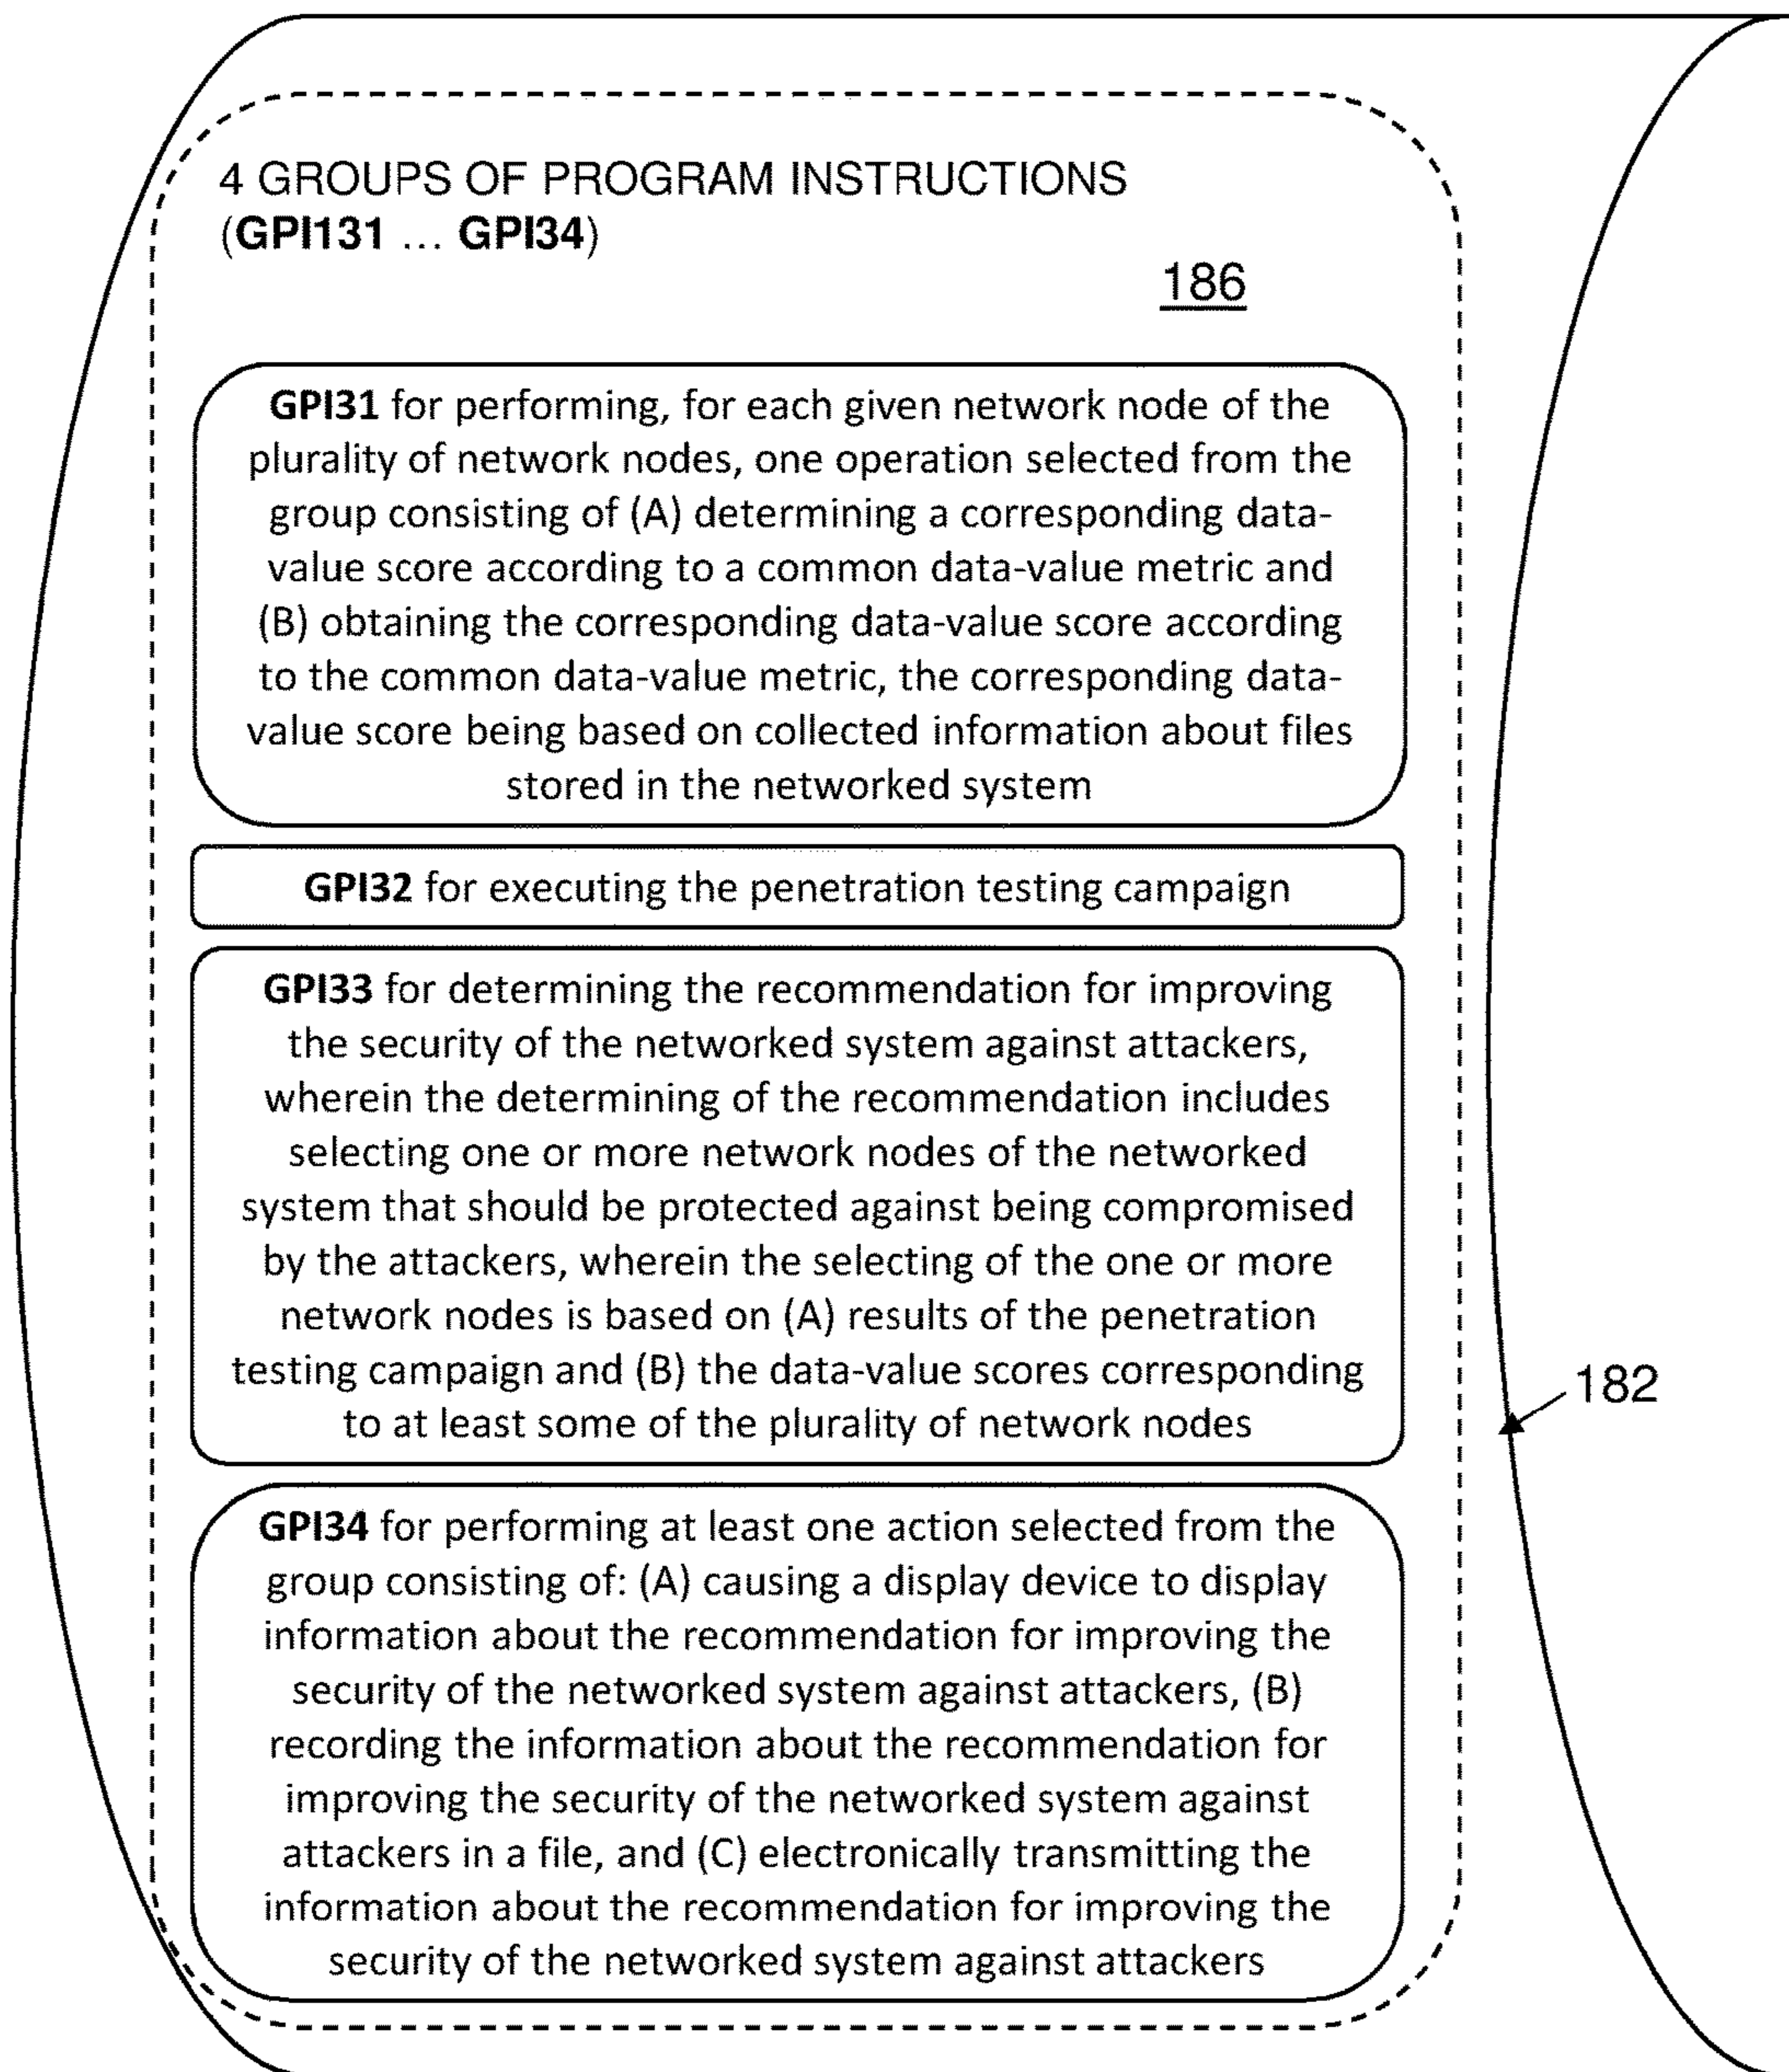 4 GROUPS OF PROGRAM INSTRUCTIONS
(GPI131 ... GPI34)
186
GPI31 for performing, for each given network node of the
plurality of network nodes, one operation selected from the
group consisting of (A) determining a corresponding data-
value score according to a common data-value metric and
(B) obtaining the corresponding data-value score according
to the common data-value metric, the corresponding data-
value score being based on collected information about files
stored in the networked system
GPI32 for executing the penetration testing campaign
GPI33 for determining the recommendation for improving
the security of the networked system against attackers,
wherein the determining of the recommendation includes
selecting one or more network nodes of the networked
system that should be protected against being compromised
by the attackers, wherein the selecting of the one or more
network nodes is based on (A) results of the penetration
testing campaign and (B) the data-value scores corresponding
to at least some of the plurality of network nodes
182
GPI34 for performing at least one action selected from the
group consisting of: (A) causing a display device to display
information about the recommendation for improving the
security of the networked system against attackers, (B)
recording the information about the recommendation for
improving the security of the networked system against
attackers in a file, and (C) electronically transmitting the
information about the recommendation for improving the
security of the networked system against attackers